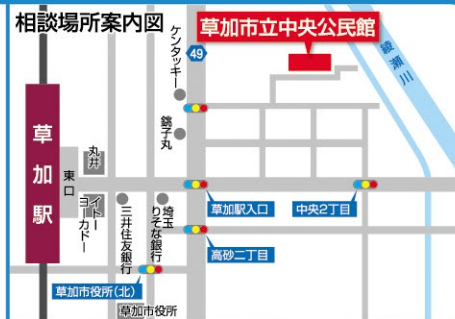 相談場所案内図
ケンタッキー
49
草加市立中央公民館
綾瀬川
銚子丸
草加駅
東口
丸井
イトーヨーカドー
三井住友銀行
埼玉りそな銀行
草加駅入口
中央2丁目
高砂二丁目
草加市役所(北)
草加市役所